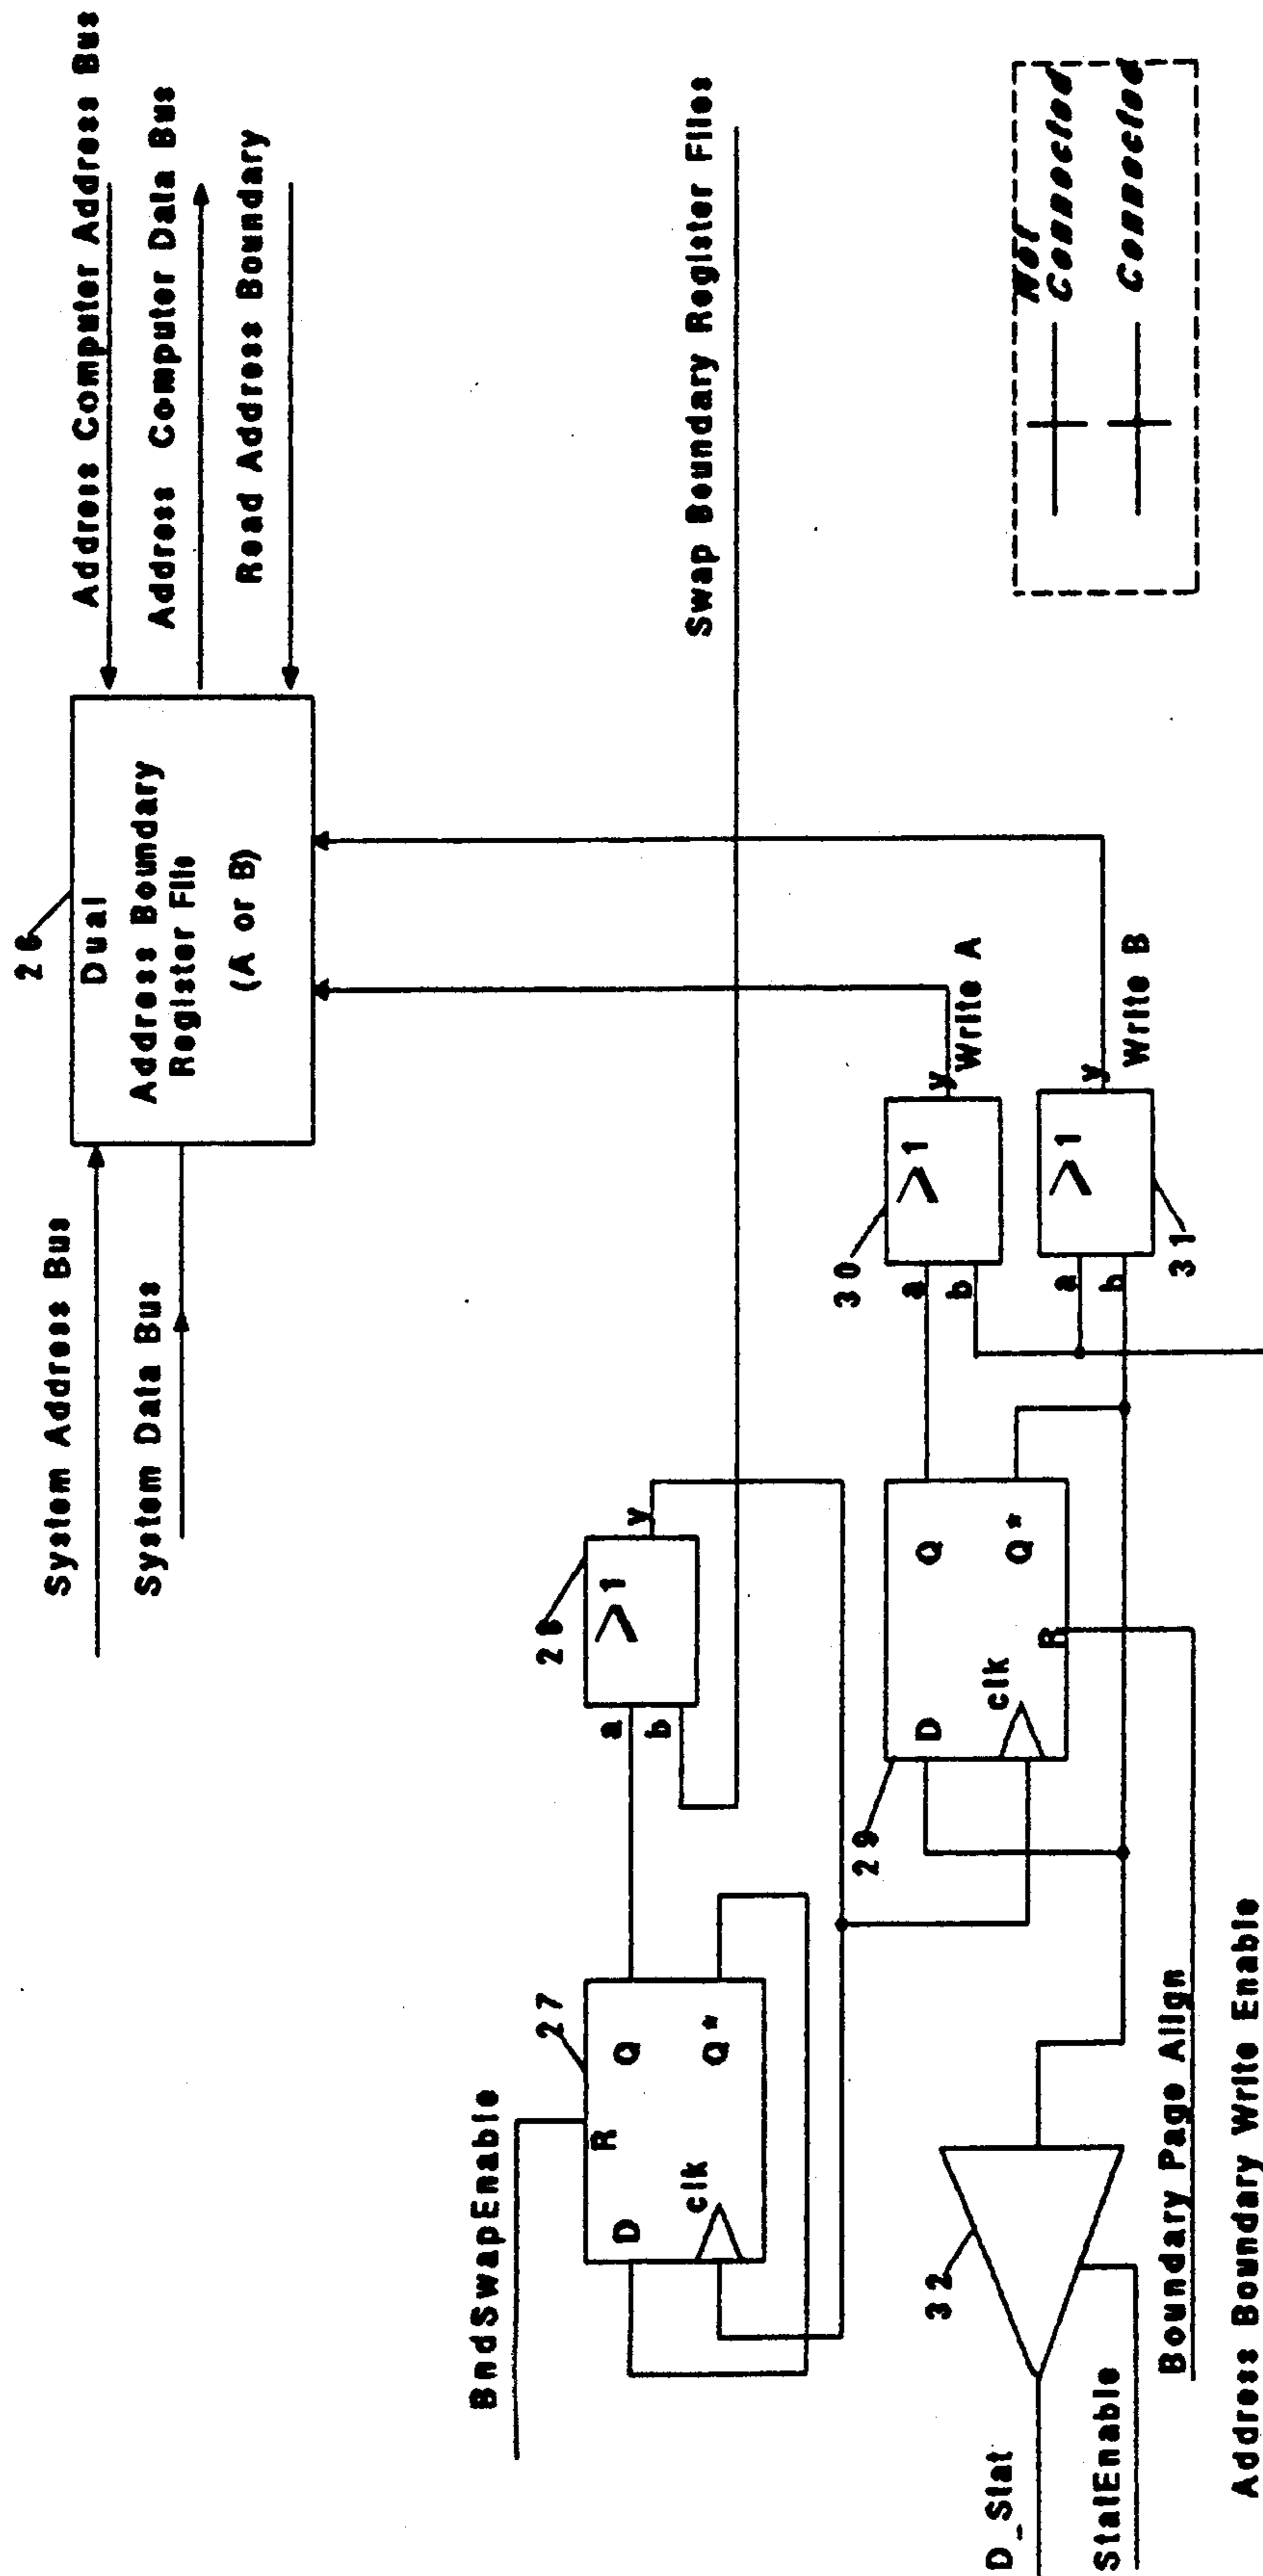 26
Dual
Address Boundary
Register File
(A or B)
System Address Bus
System Data Bus
Address Computer Address Bus
Address Computer Data Bus
Read Address Boundary
BndSwapEnable
27
D
R
Q
clk
Q*
28
a
b
>1
y
Swap Boundary Register Files
29
D
clk
R
Q
Q*
30
a
b
>1
y
Write A
a
b
>1
y
Write B
31
32
D_Stat
StatEnable
Boundary Page Align
Address Boundary Write Enable
Not
Connected
Connected